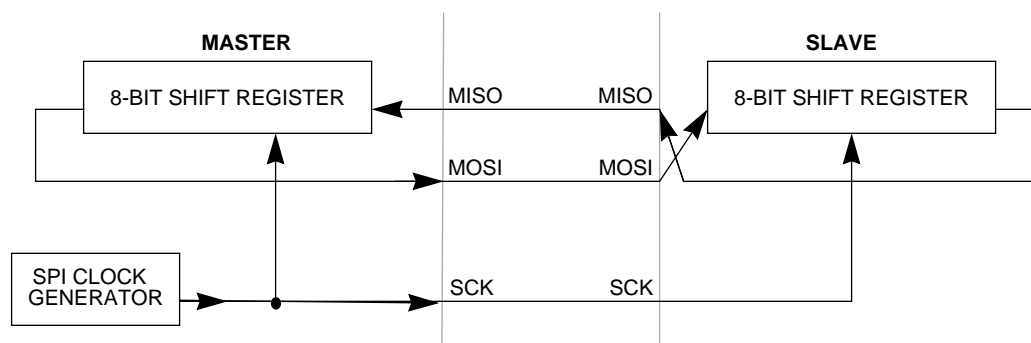 MASTER
SLAVE
8-BIT SHIFT REGISTER
MISO
MISO
8-BIT SHIFT REGISTER
MOSI
MOSI
SPI CLOCK
GENERATOR
SCK
SCK